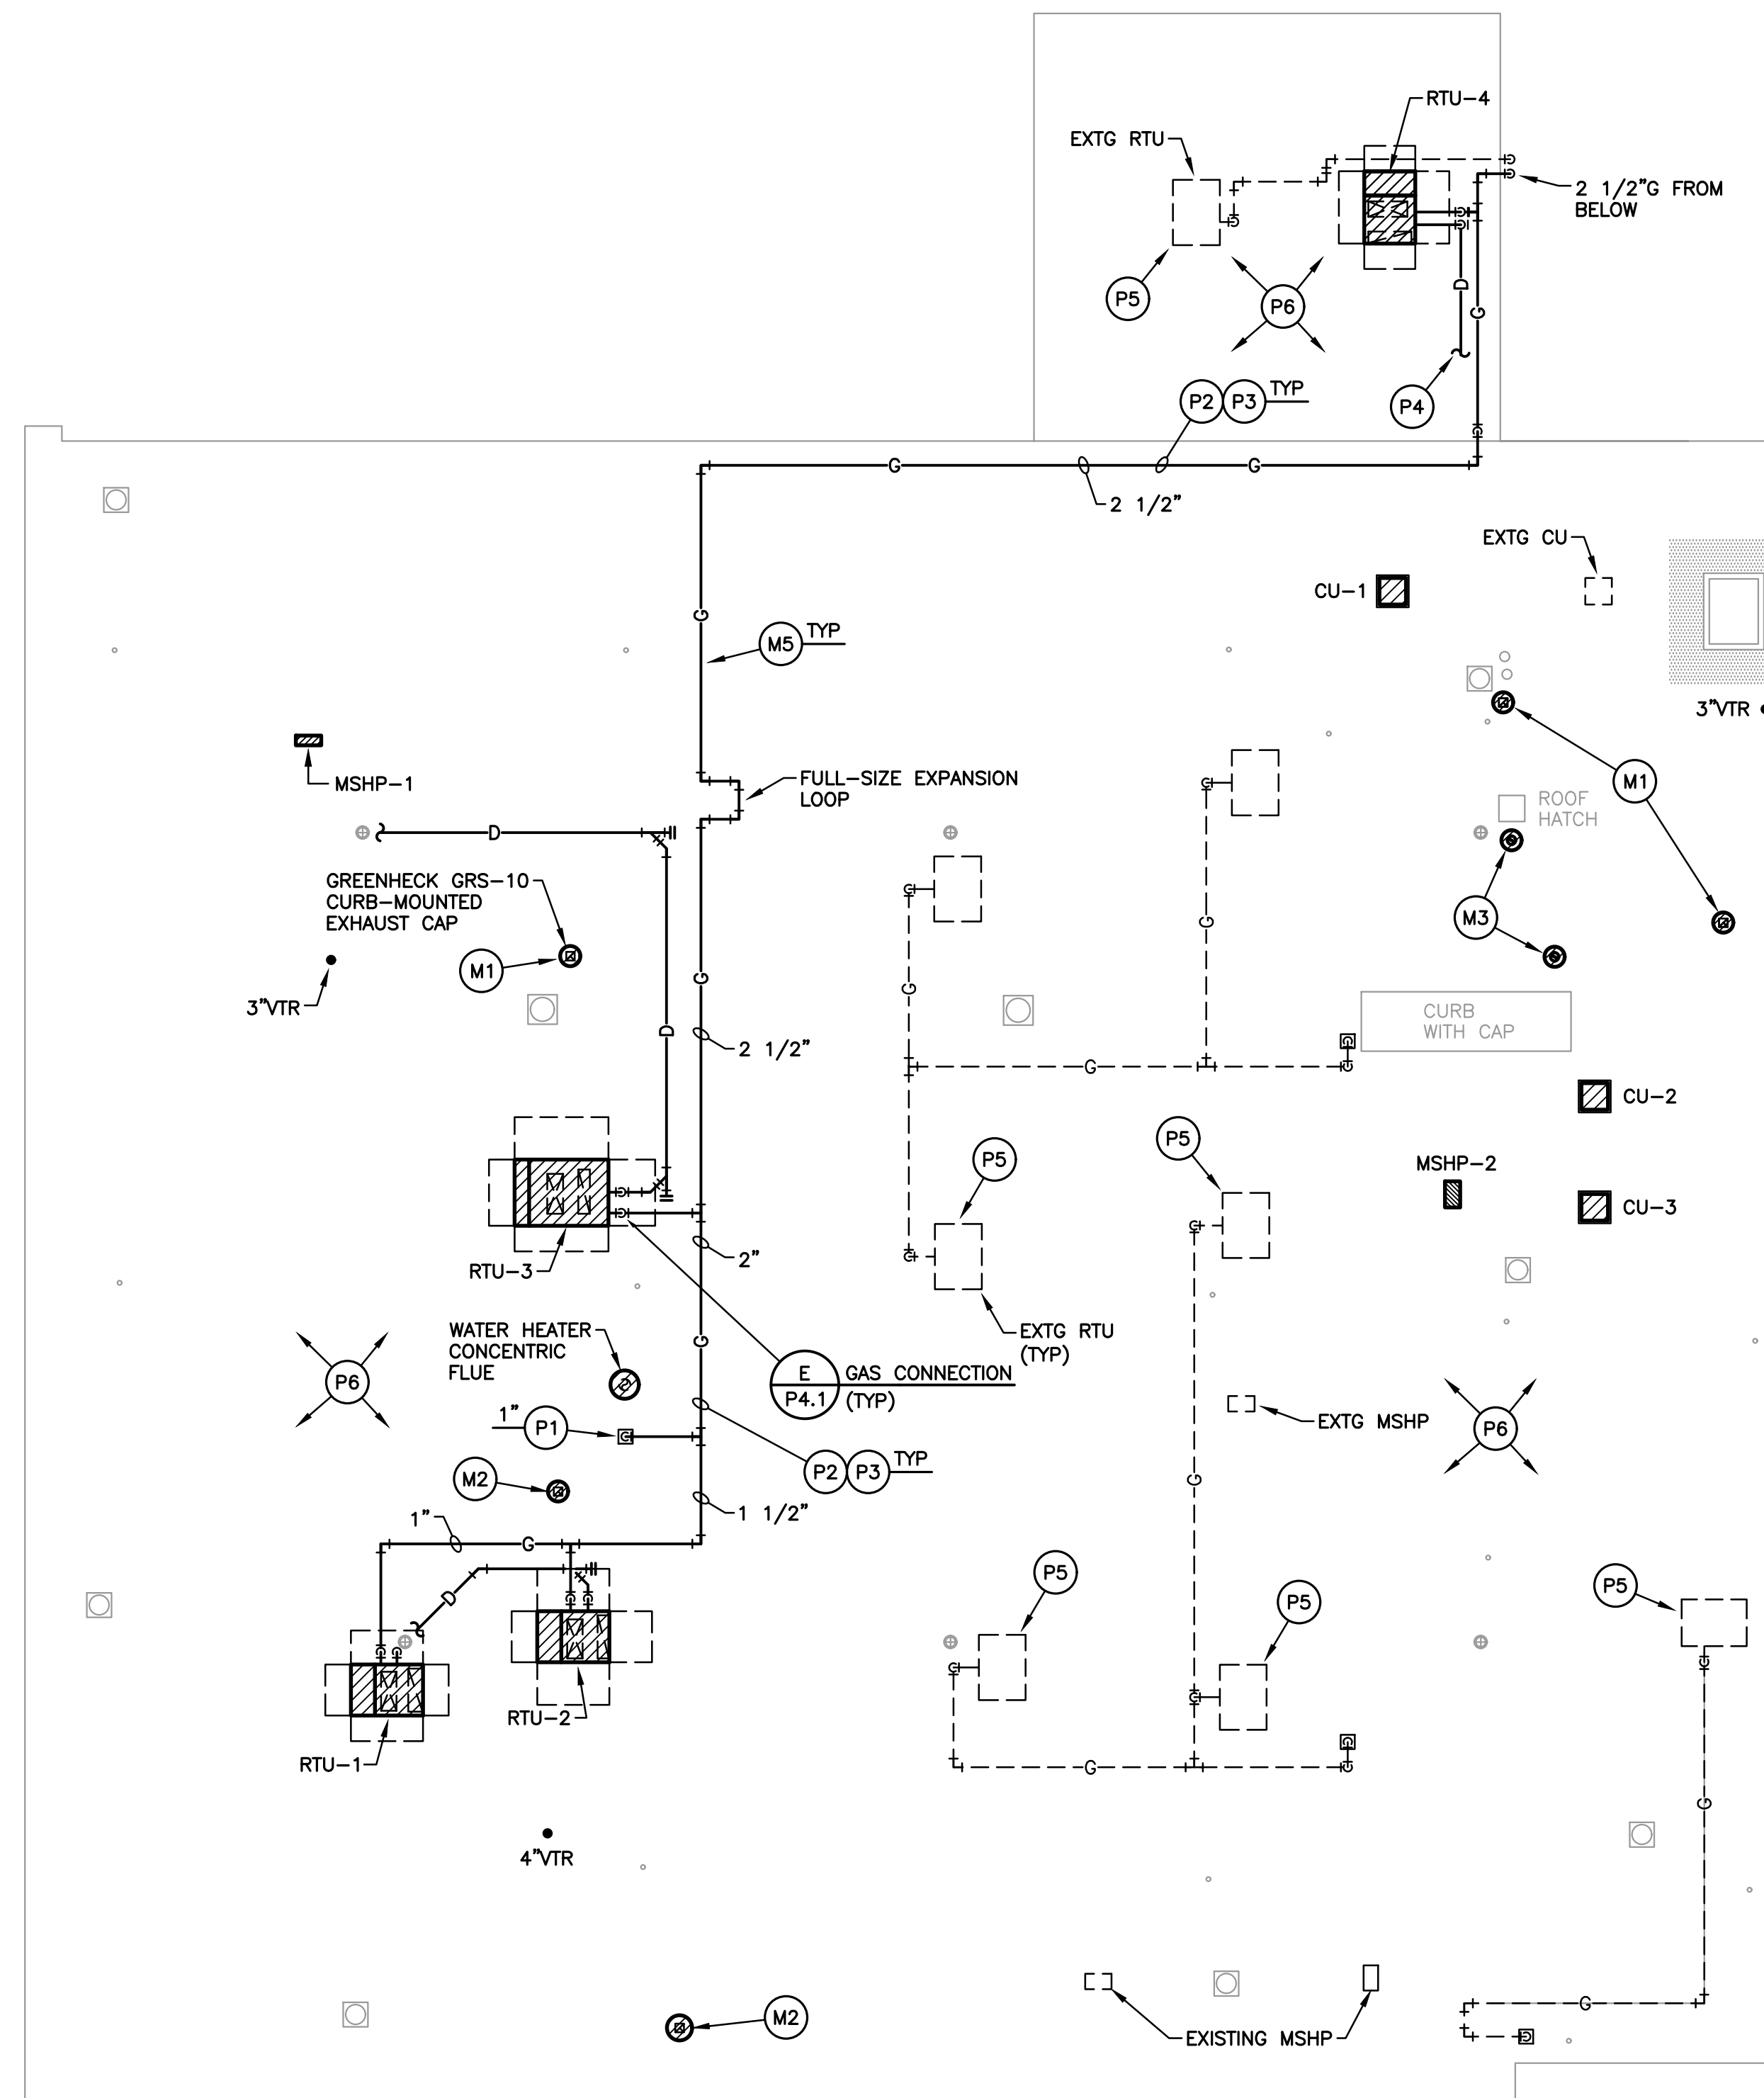 RTU-4
EXTG RTU
2 1/2"G FROM
BELOW
D
G
P5
P6
P2
P3
TYP
P4
G
G
2 1/2"
EXTG CU
CU-1
G
M5
TYP
3"VTR
MSHP-1
FULL-SIZE EXPANSION
LOOP
M1
ROOF
HATCH
D
GREENHECK GRS-10
CURB-MOUNTED
EXHAUST CAP
M1
M3
G
G
G
3"VTR
CURB
WITH CAP
D
2 1/2"
G
G
G
CU-2
P5
P5
MSHP-2
G
G
CU-3
G
2"
G
G
RTU-3
WATER HEATER
CONCENTRIC
FLUE
G
EXTG RTU
(TYP)
E
P4.1
GAS CONNECTION
(TYP)
P6
EXTG MSHP
P6
1"
P1
G
P2
P3
TYP
M2
G
1 1/2"
1"
G
P5
P5
P5
D
G
G
G
G
G
G
G
G
RTU-2
RTU-1
G
G
G
G
4"VTR
M2
EXISTING MSHP
G
G